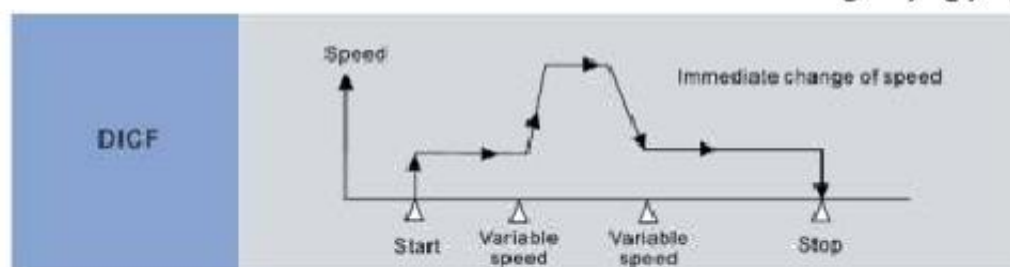 DICF
Speed
Immediate change of speed
Start
Variable
speed
Variable
speed
Stop